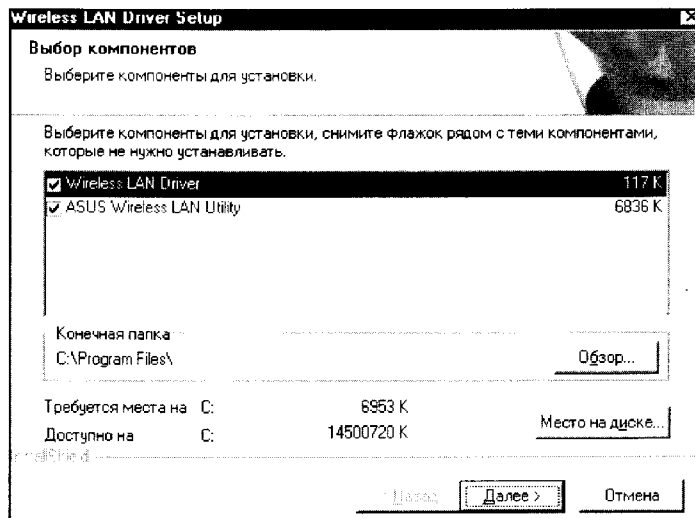 Wireless LAN Driver Setup
Выбор компонентов
Выберите компоненты для установки.
Выберите компоненты для установки, снимите флажок рядом с теми компонентами,
которые не нужно устанавливать.
Wireless LAN Driver 117 K
ASUS Wireless LAN Utility 6836 K
Конечная папка
C:\Program Files\
Обзор...
Требуется места на C: 6953 K
Доступно на C: 14500720 K
Место на диске...
InstallShield
< Назад Далее > Отмена